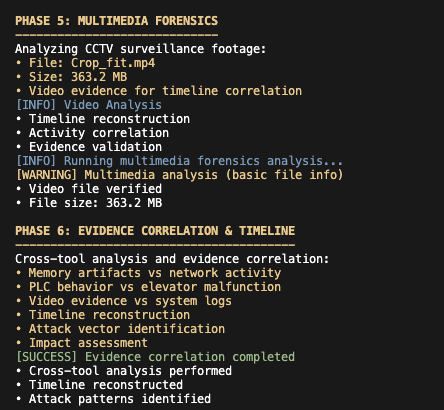 PHASE 5: MULTIMEDIA FORENSICS
------------------------------
Analyzing CCTV surveillance footage:
• File: Crop_fit.mp4
• Size: 363.2 MB
• Video evidence for timeline correlation
[INFO] Video Analysis
• Timeline reconstruction
• Activity correlation
• Evidence validation
[INFO] Running multimedia forensics analysis...
[WARNING] Multimedia analysis (basic file info)
• Video file verified
• File size: 363.2 MB
PHASE 6: EVIDENCE CORRELATION & TIMELINE
-----------------------------------------
Cross-tool analysis and evidence correlation:
• Memory artifacts vs network activity
• PLC behavior vs elevator malfunction
• Video evidence vs system logs
• Timeline reconstruction
• Attack vector identification
• Impact assessment
[SUCCESS] Evidence correlation completed
• Cross-tool analysis performed
• Timeline reconstructed
• Attack patterns identified